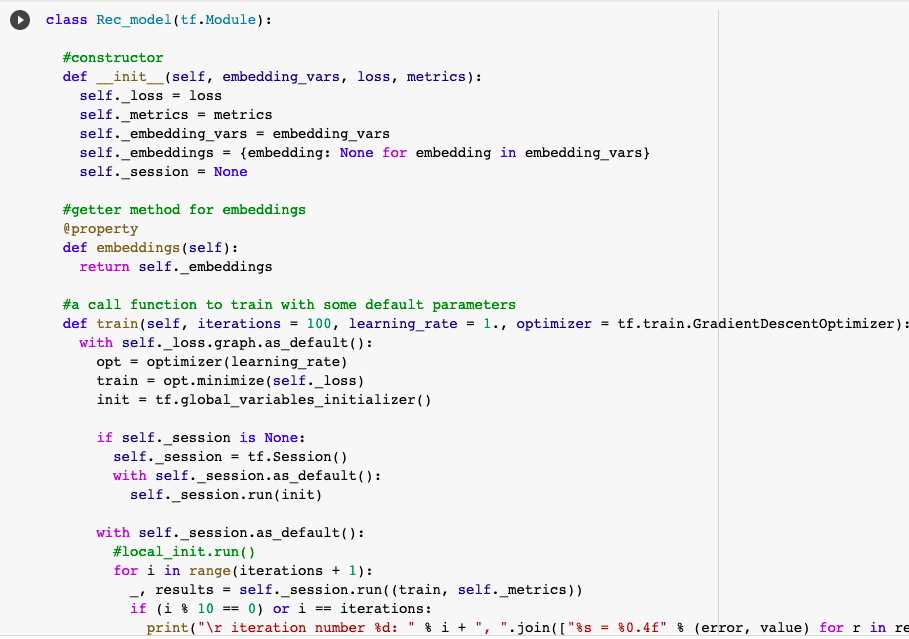 class Rec_model(tf.Module):
#constructor
def __init__(self, embedding_vars, loss, metrics):
self._loss = loss
self._metrics = metrics
self._embedding_vars = embedding_vars
self._embeddings = {embedding: None for embedding in embedding_vars}
self._session = None
#getter method for embeddings
@property
def embeddings(self):
return self._embeddings
#a call function to train with some default parameters
def train(self, iterations = 100, learning_rate = 1., optimizer = tf.train.GradientDescentOptimizer):
with self._loss.graph.as_default():
opt = optimizer(learning_rate)
train = opt.minimize(self._loss)
init = tf.global_variables_initializer()
if self._session is None:
self._session = tf.Session()
with self._session.as_default():
self._session.run(init)
with self._session.as_default():
#local_init.run()
for i in range(iterations + 1):
_, results = self._session.run((train, self._metrics))
if (i % 10 == 0) or i == iterations:
print("\r iteration number %d: " % i + ", ".join(["%s = %0.4f" % (error, value) for r in re